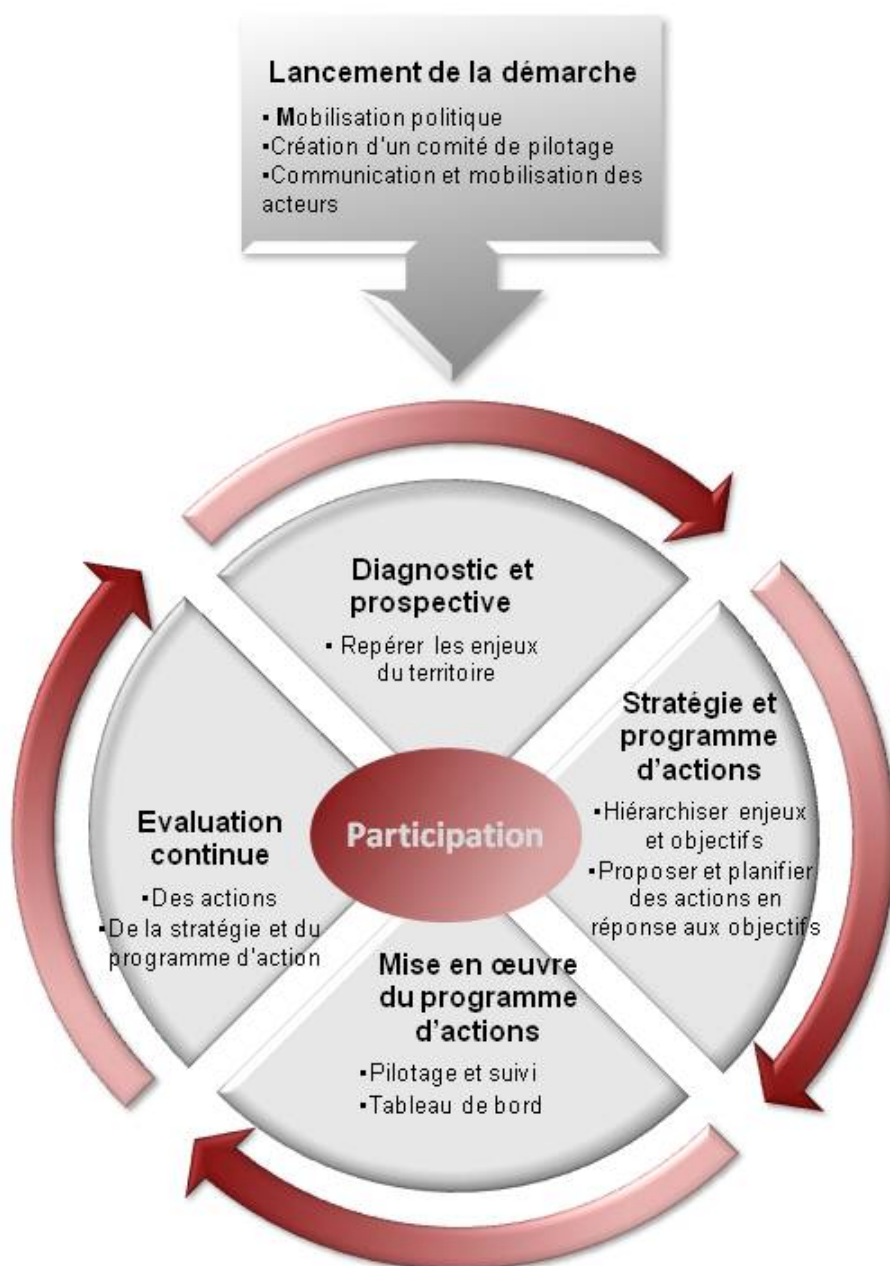 Lancement de la démarche
▪ Mobilisation politique
▪Création d'un comité de pilotage
▪Communication et mobilisation des
acteurs
Diagnostic et
prospective
▪ Repérer les enjeux
du territoire
Stratégie et
programme
d'actions
▪Hiérarchiser enjeux
et objectifs
▪Proposer et planifier
des actions en
réponse aux objectifs
Mise en œuvre
du programme
d'actions
▪Pilotage et suivi
▪Tableau de bord
Evaluation
continue
▪Des actions
▪De la stratégie et du
programme d'action
Participation